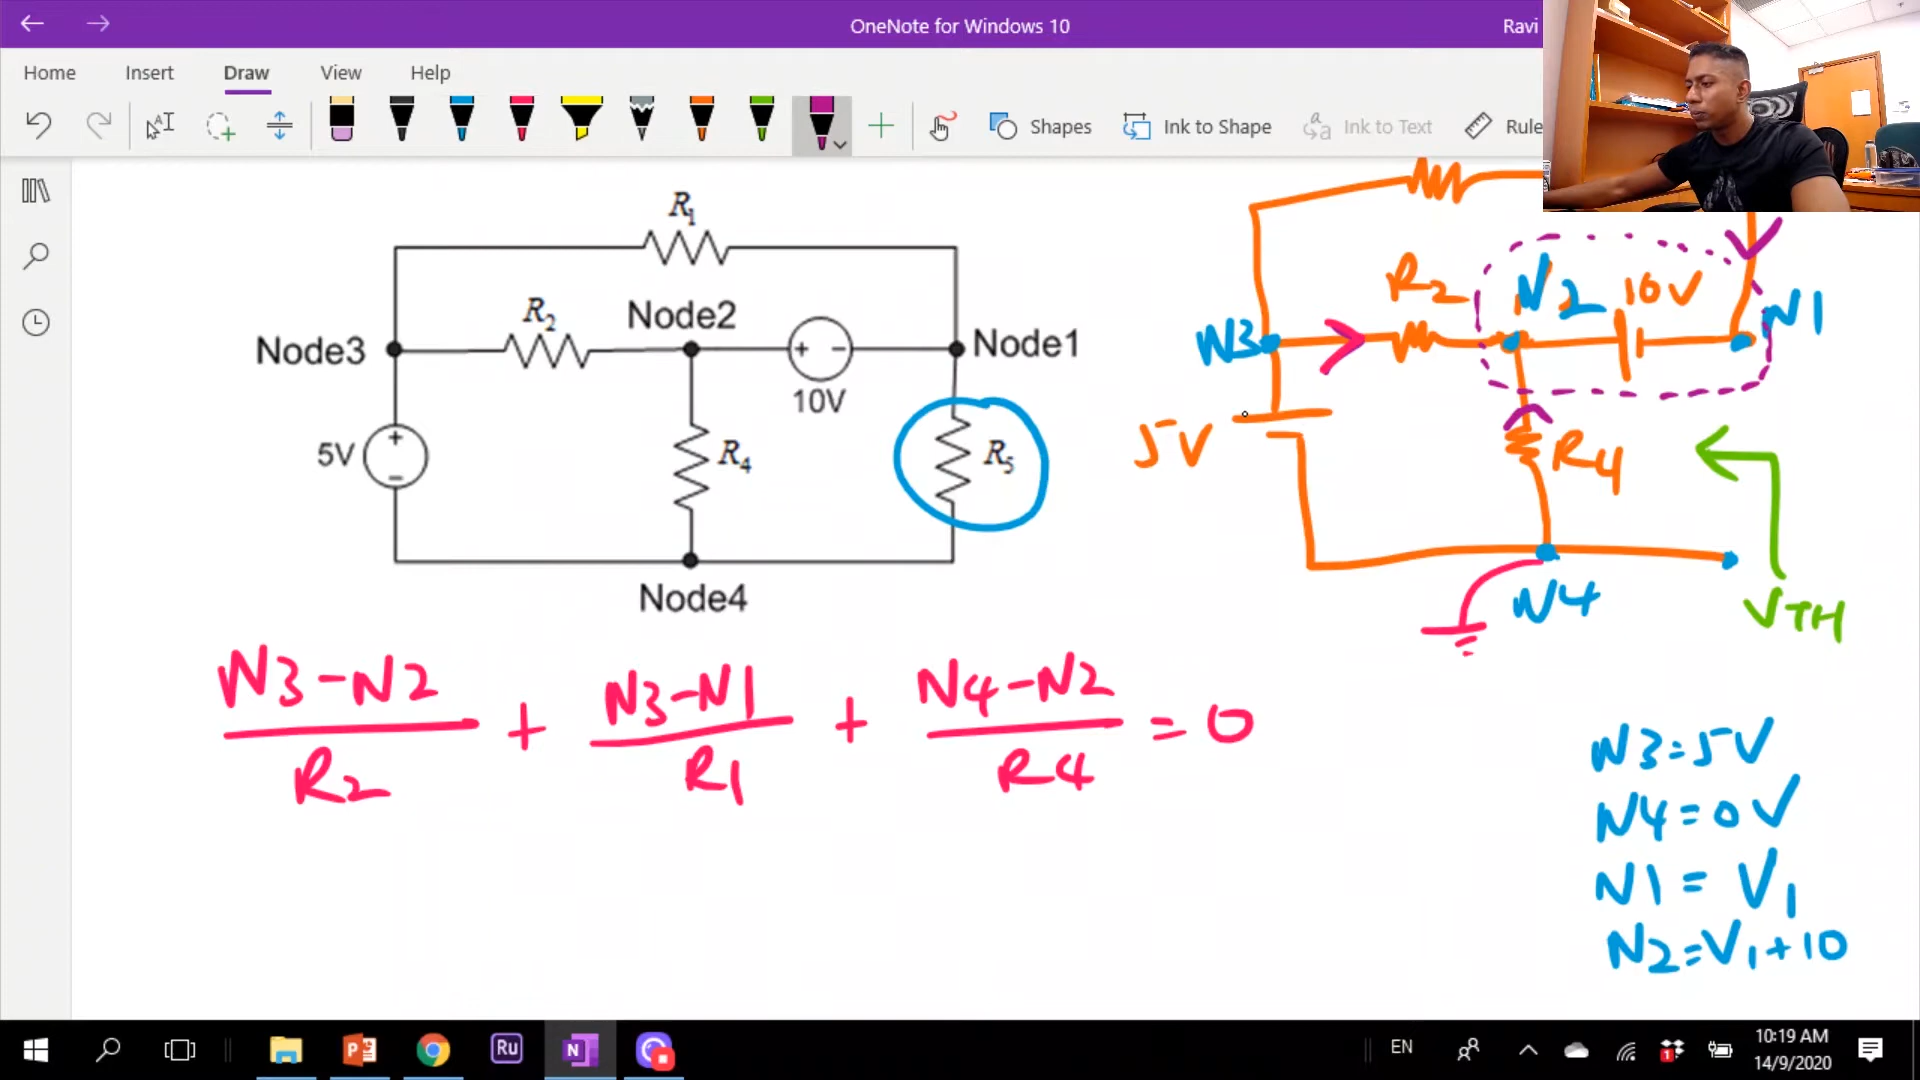 OneNote for Windows 10
Ravi
Home
Insert
Draw
View
Help
Shapes
Ink to Shape
Ink to Text
Rule
R1
R2
Node2
Node3
Node1
10V
5V
R4
R5
Node4
R2
N2
10V
N1
N3
5V
R4
N4
VTH
N3-N2
R2
+
N3-N1
R1
+
N4-N2
R4
= 0
N3=5V
N4=0V
N1= V1
N2=V1+10
Ru
N
EN
1
10:19 AM
14/9/2020